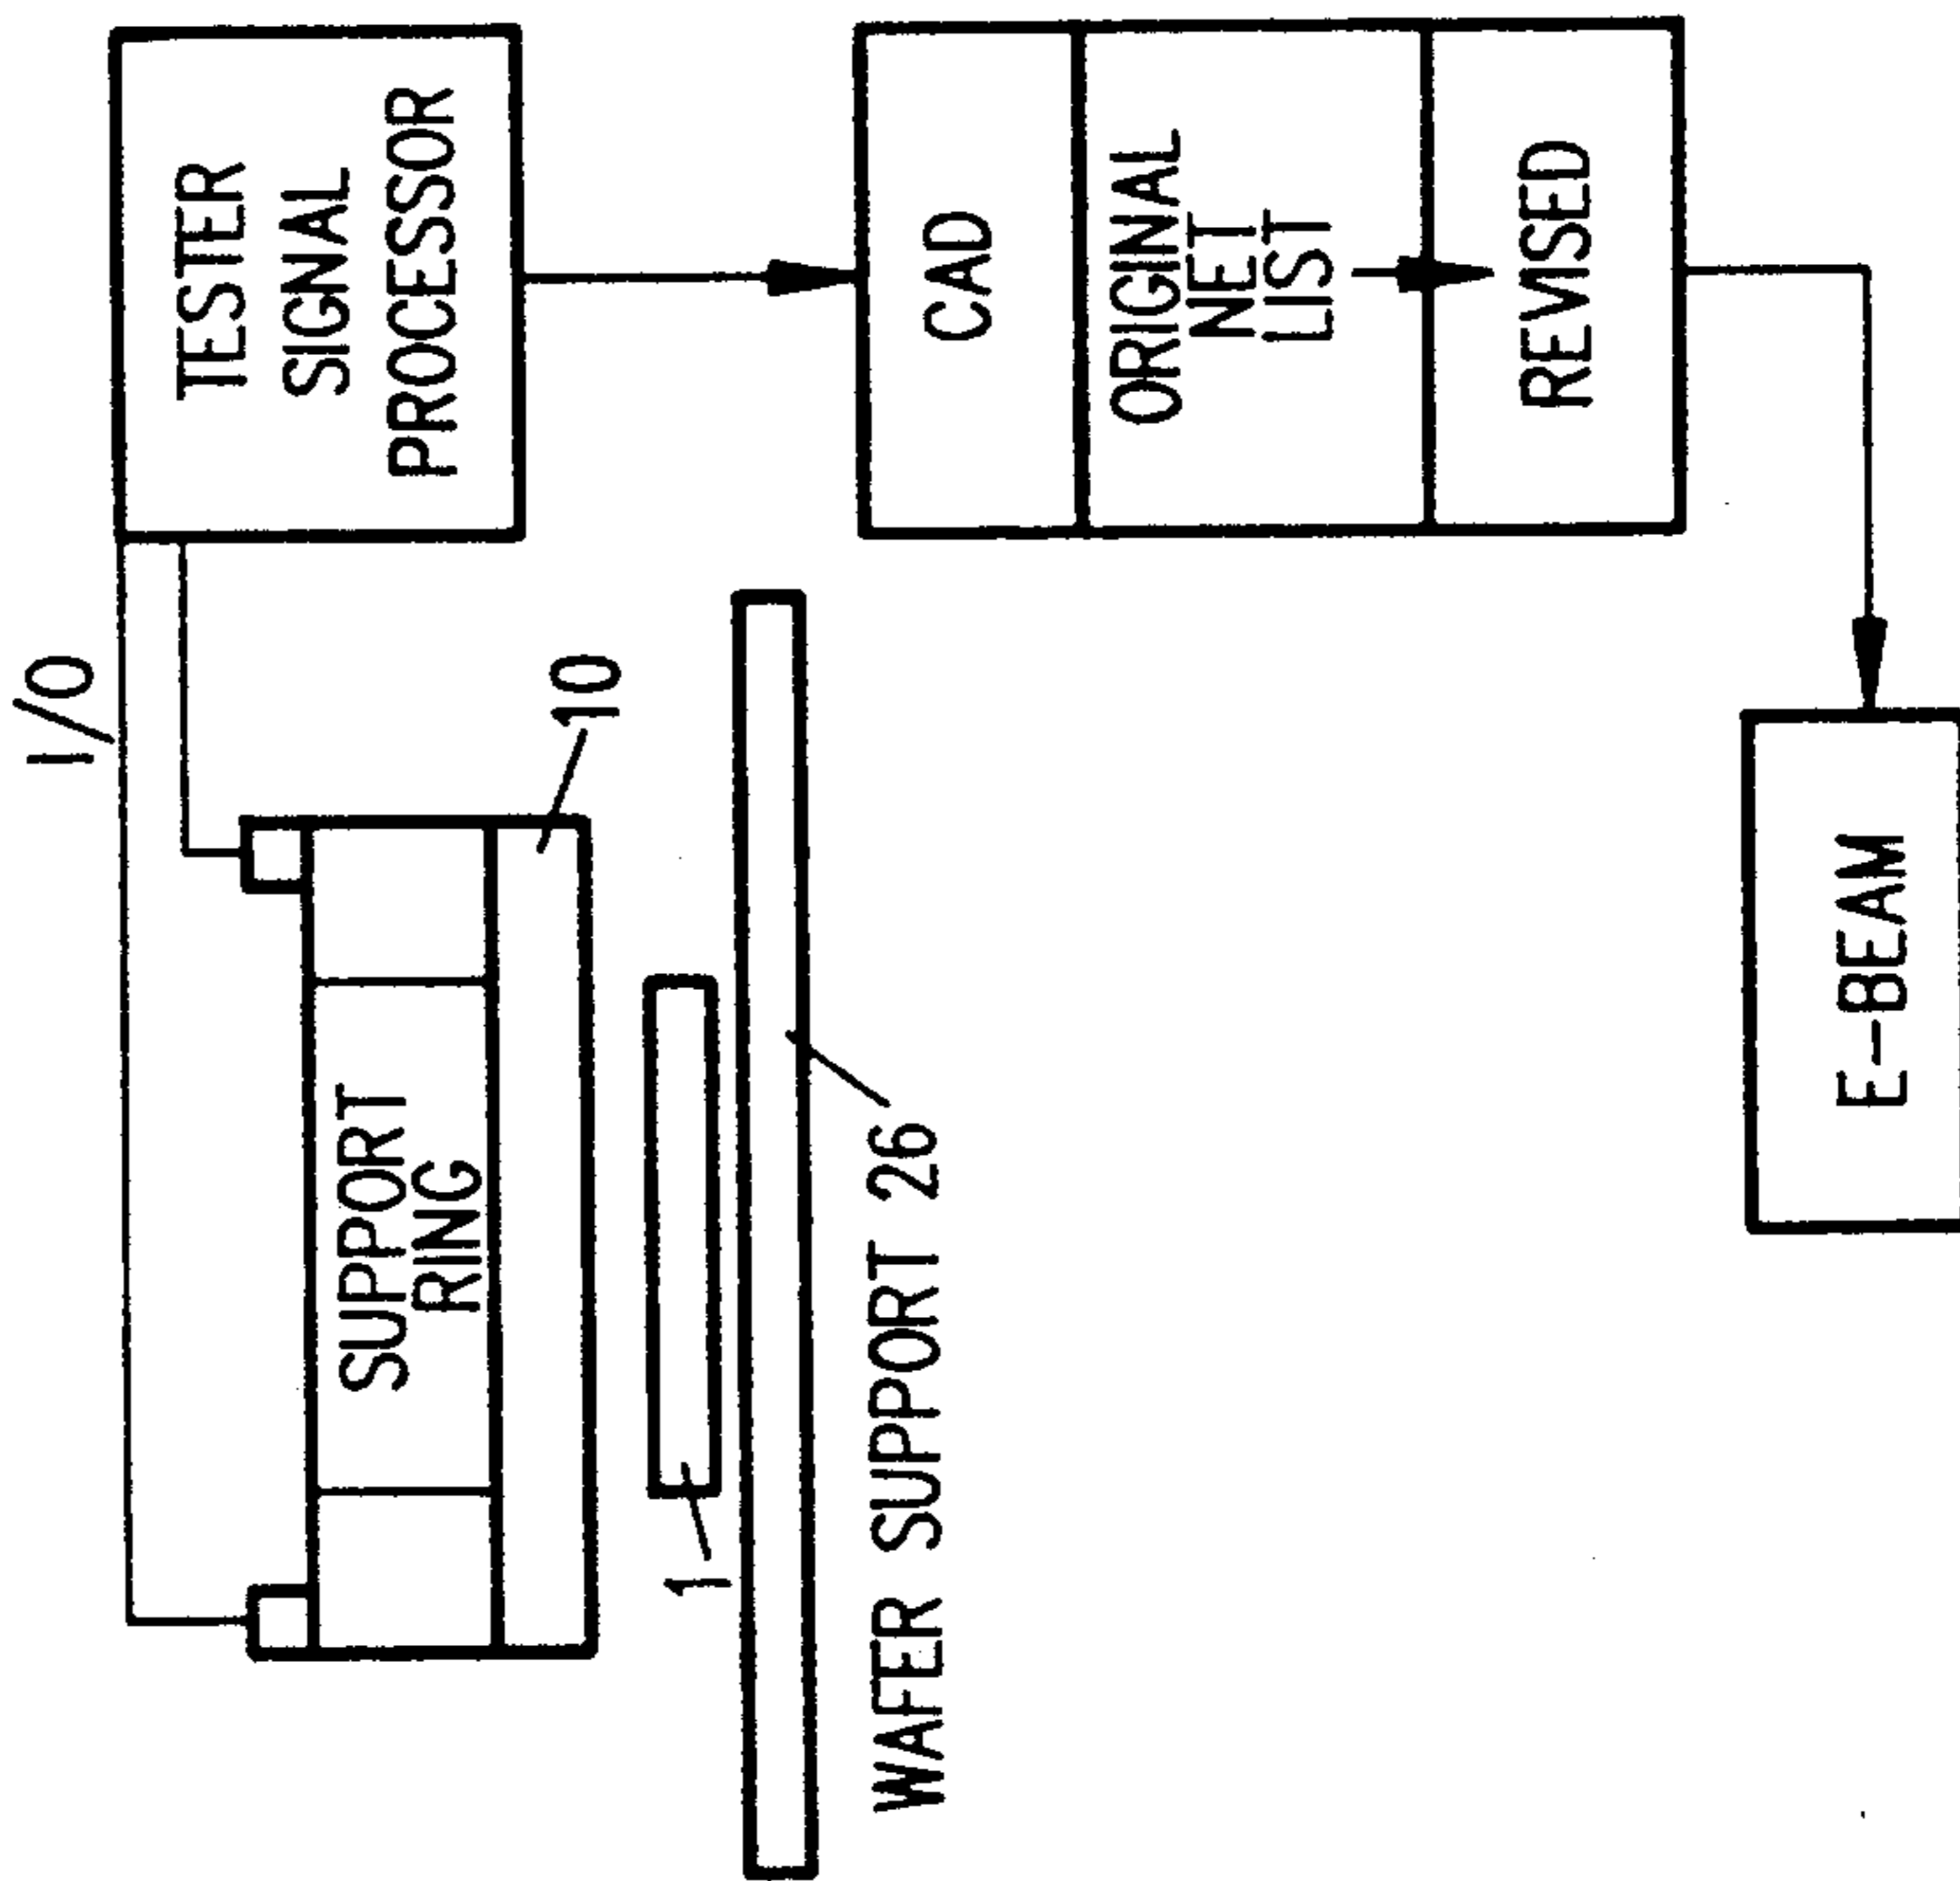 I/O
TESTER
SIGNAL
PROCESSOR
SUPPORT
RING
10
1
WAFER SUPPORT 26
CAD
ORIGINAL
NET
LIST
REVISED
E-BEAM